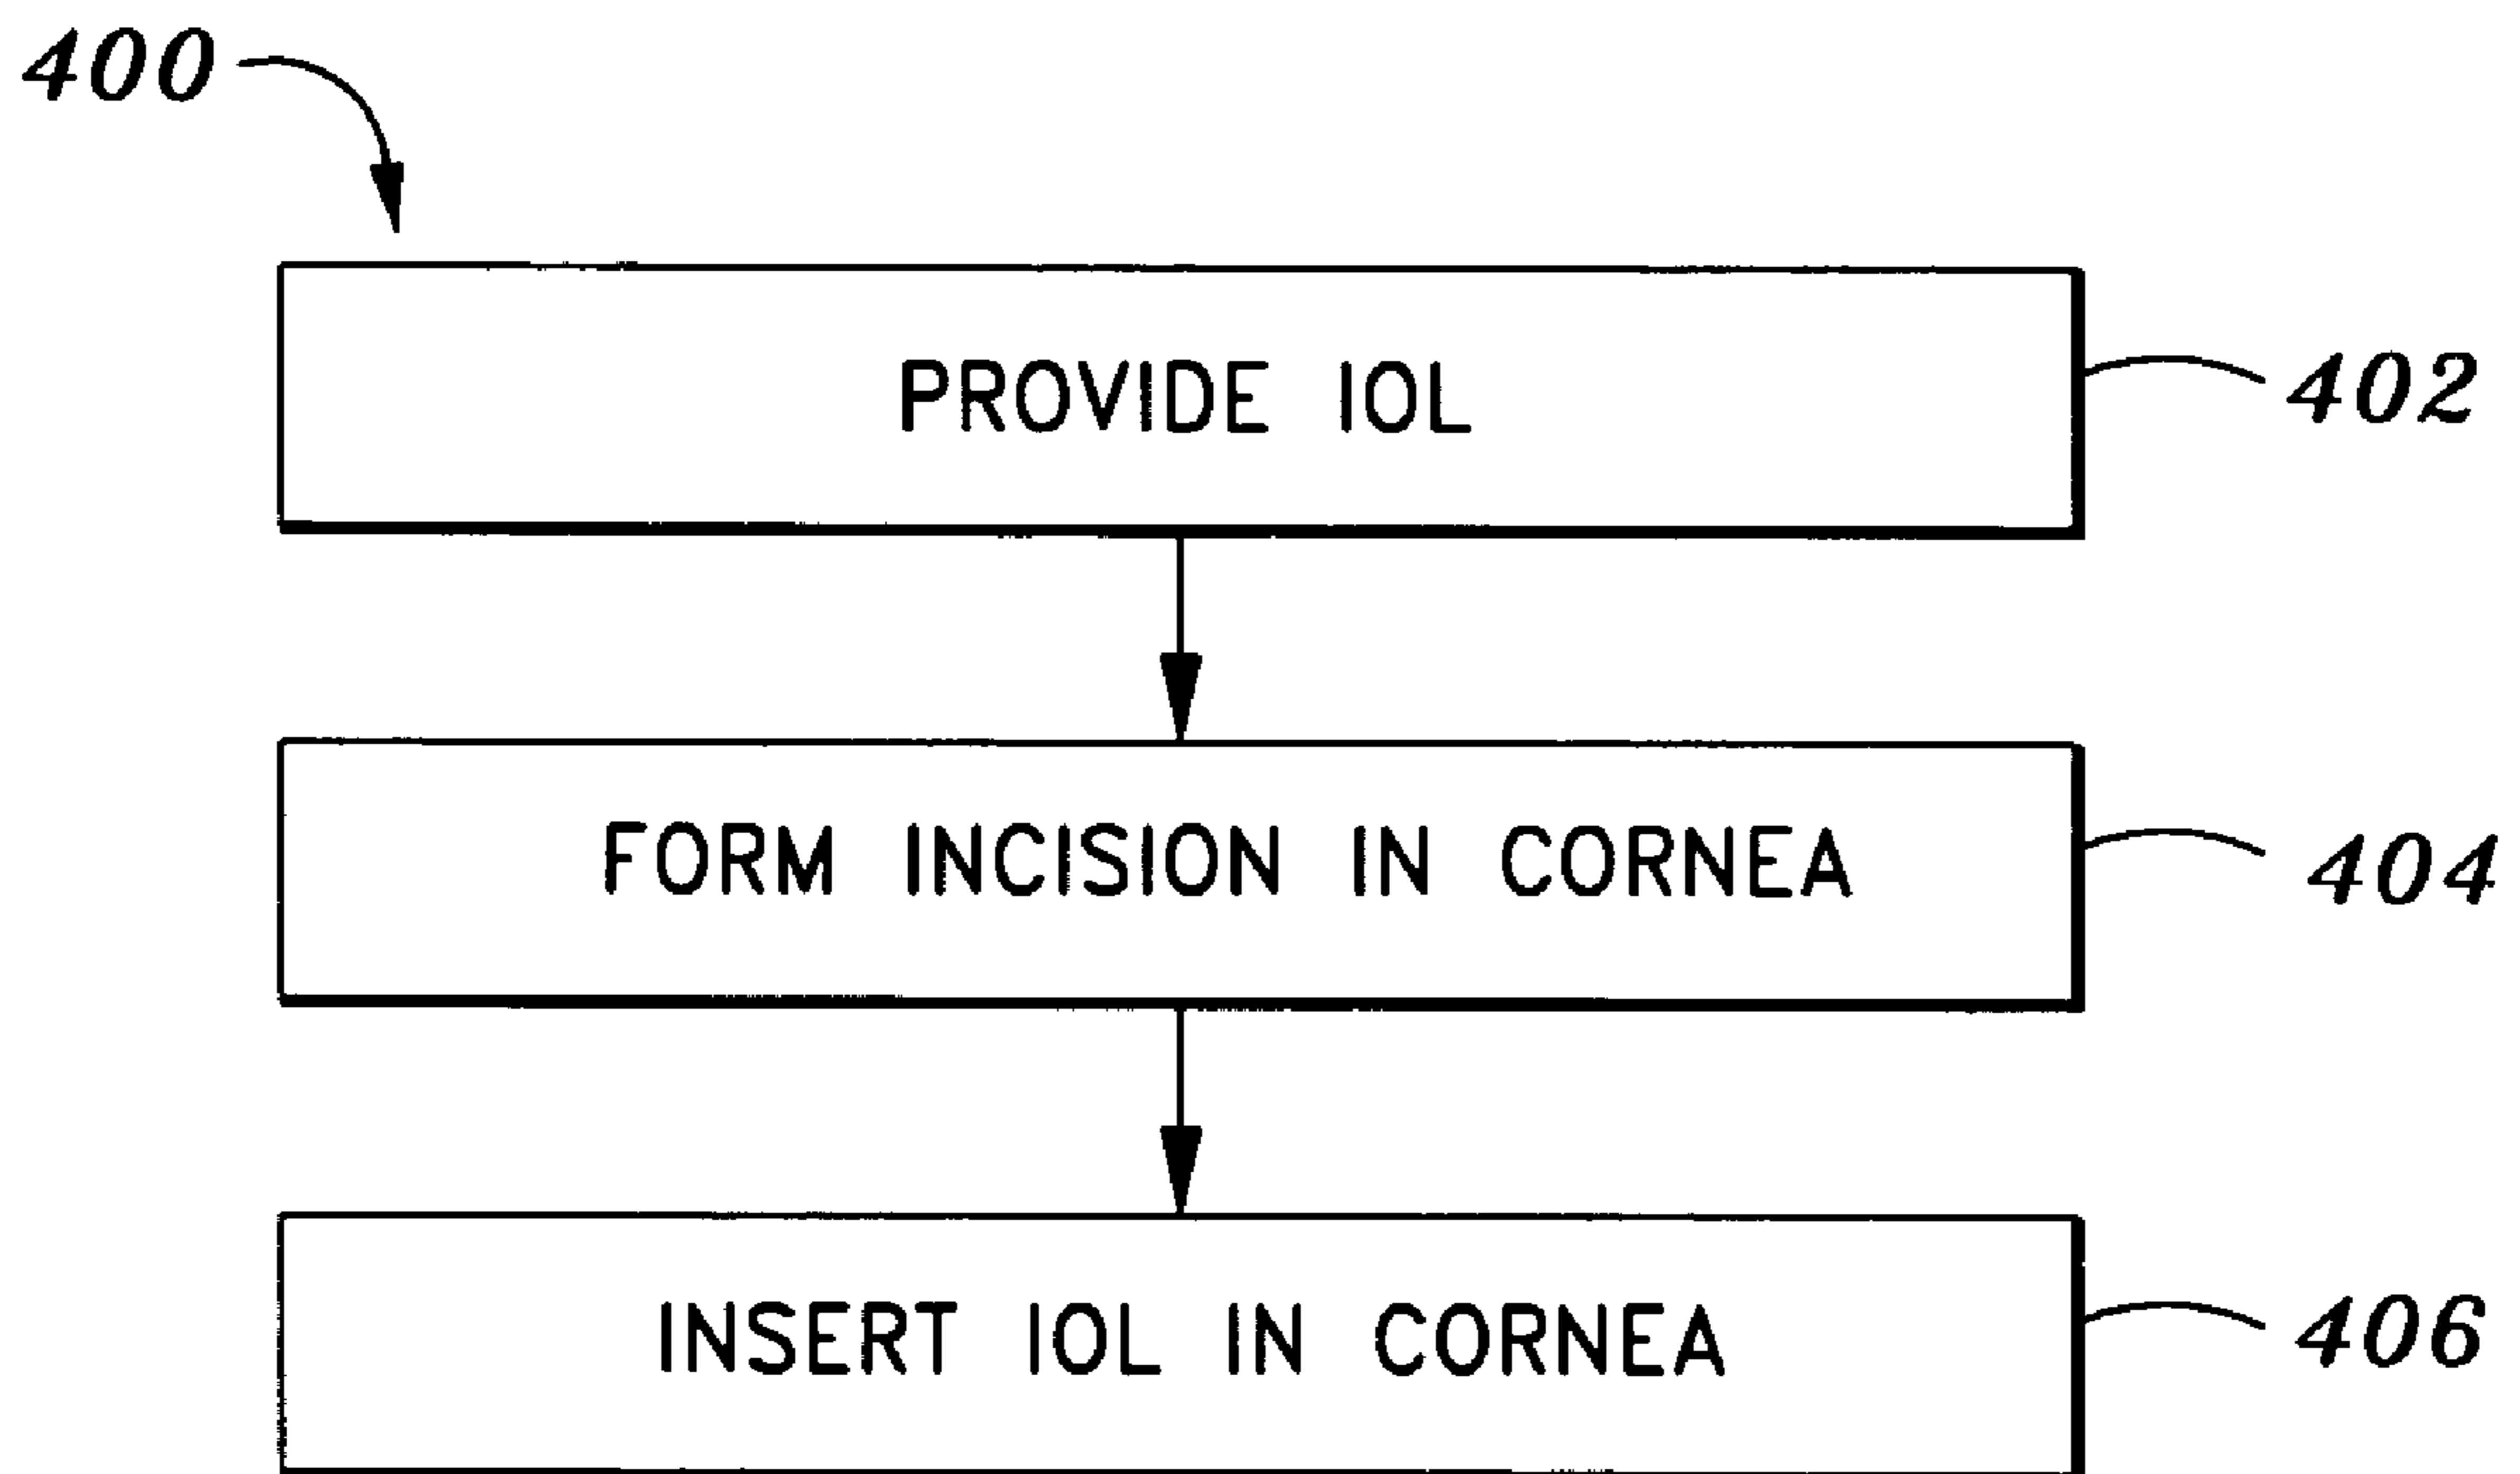 400
PROVIDE IOL
402
FORM INCISION IN CORNEA
404
INSERT IOL IN CORNEA
406